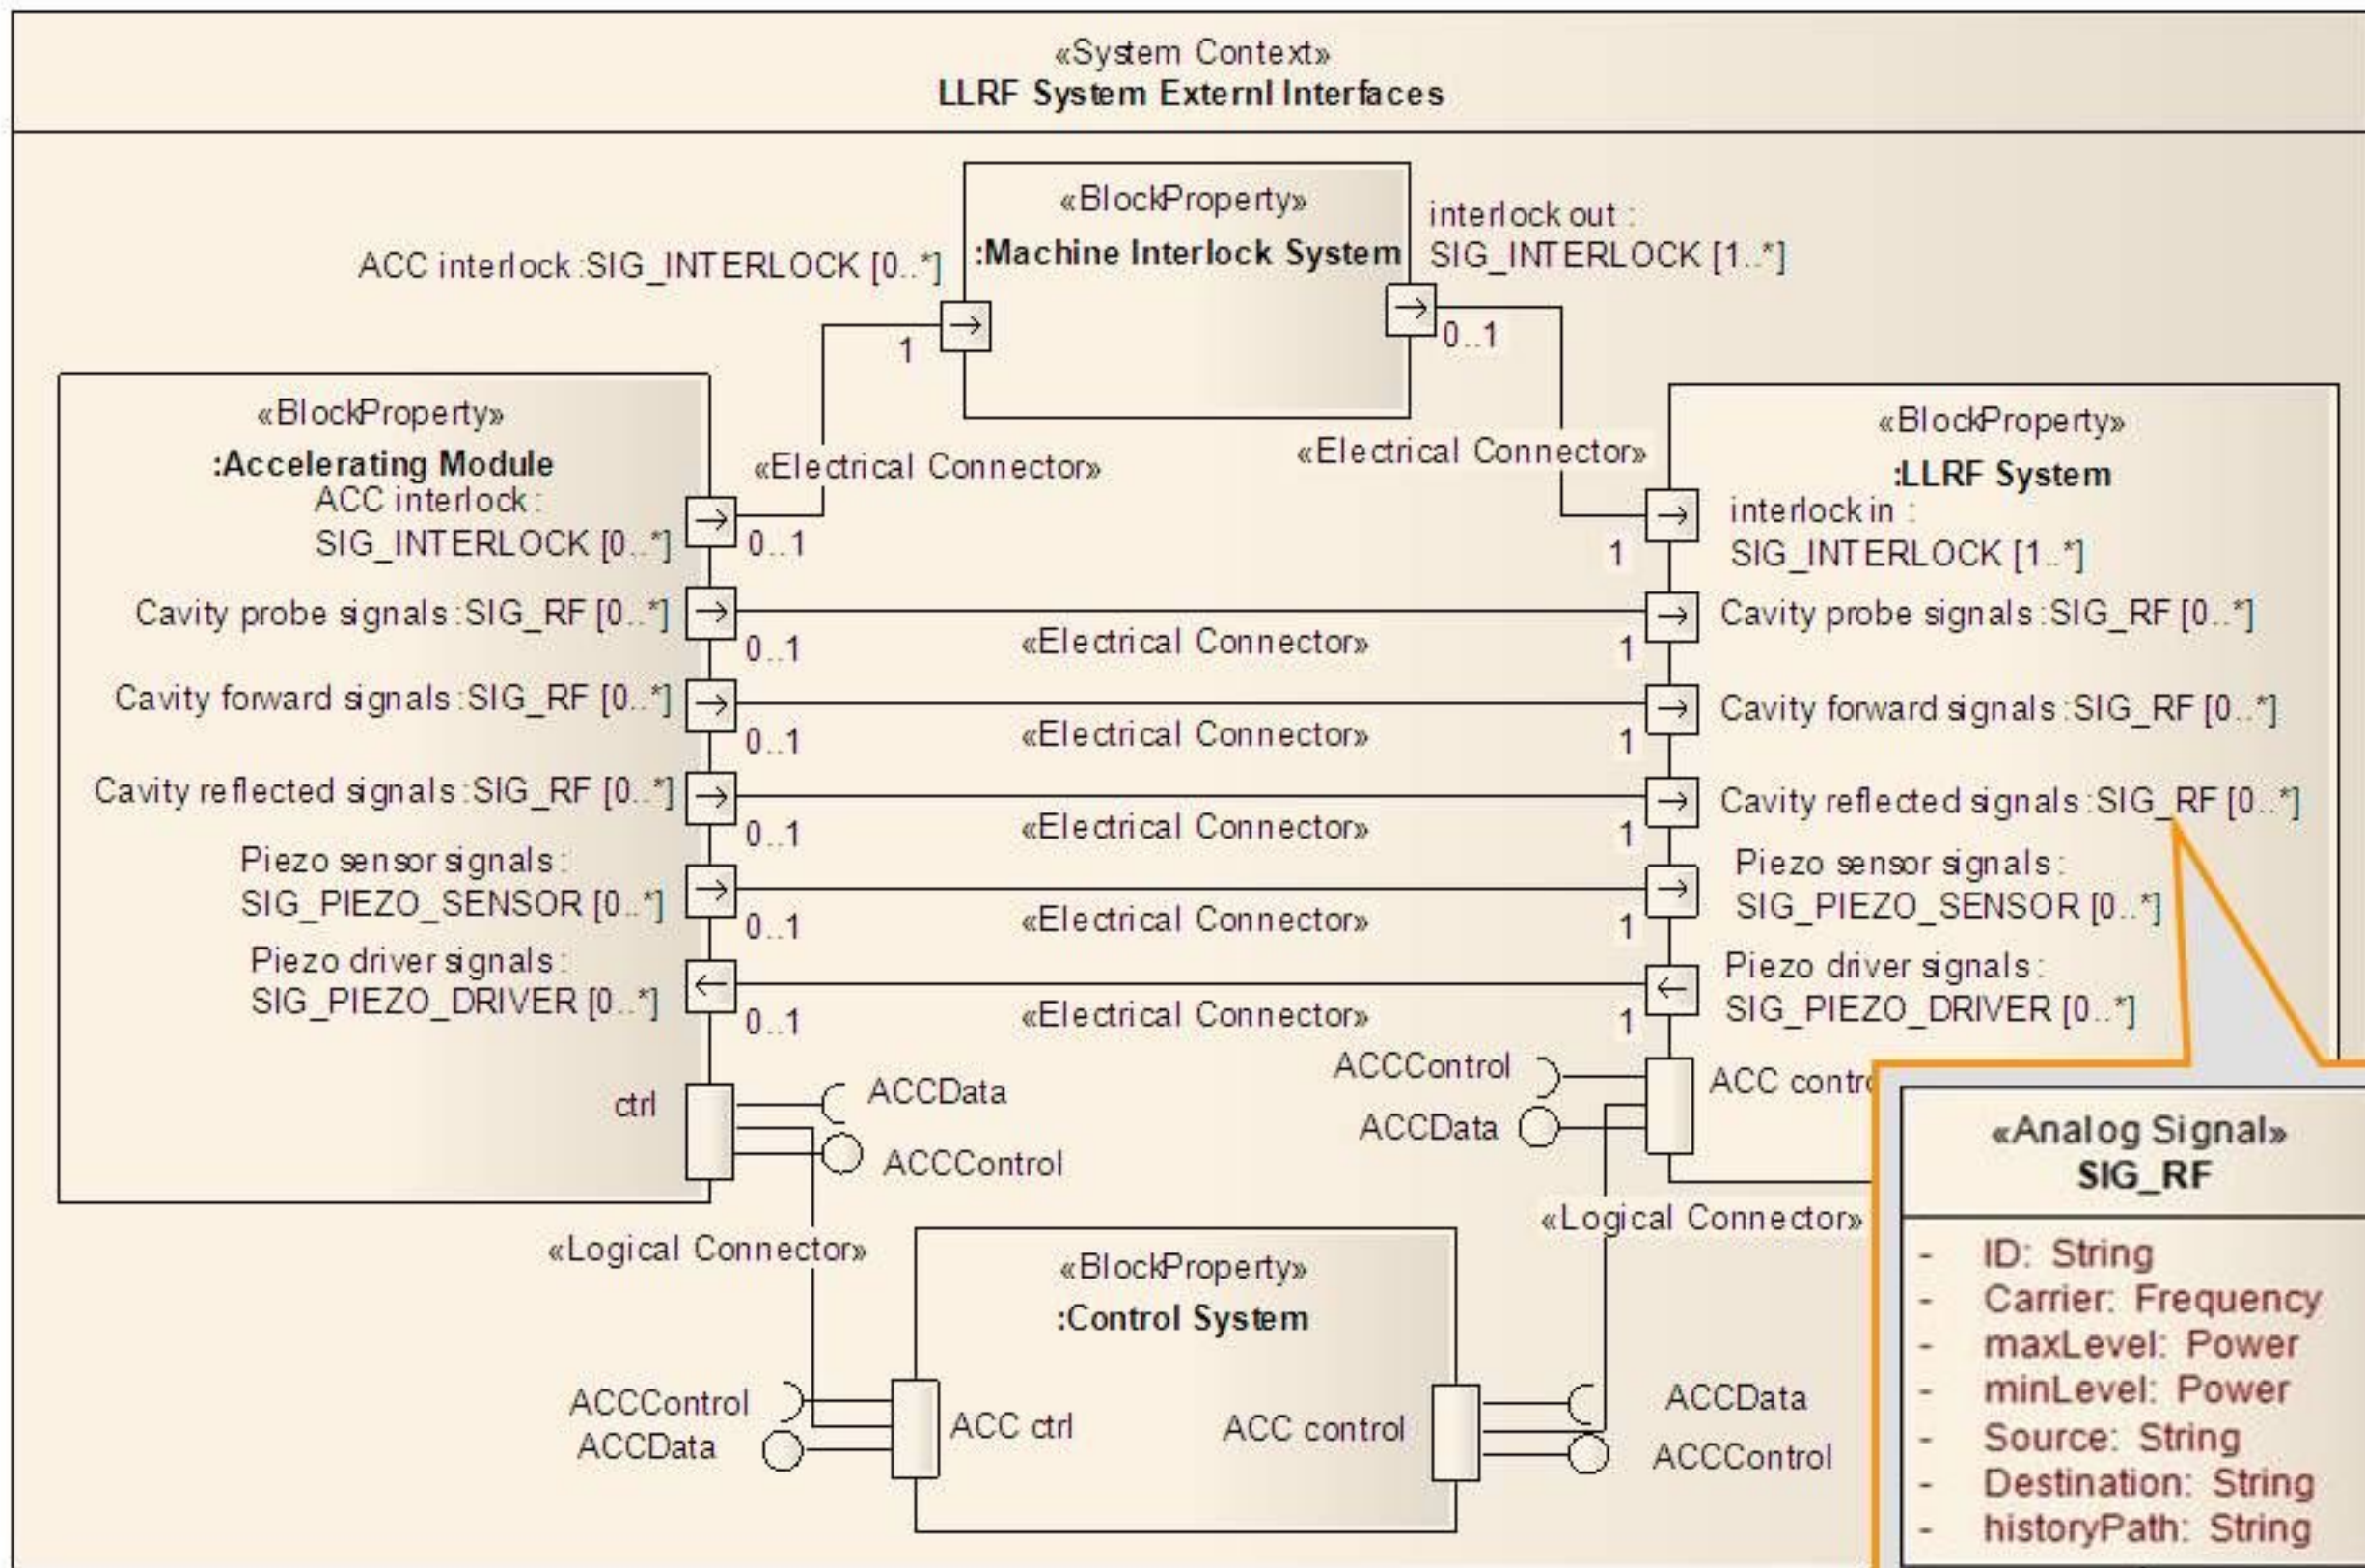 «System Context»
LLRF System Externl Interfaces
«BlockProperty»
:Machine Interlock System
ACC interlock :SIG_INTERLOCK [0..*]
interlock out :
SIG_INTERLOCK [1..*]
1
0..1
«BlockProperty»
:Accelerating Module
«Electrical Connector»
«Electrical Connector»
«BlockProperty»
:LLRF System
ACC interlock :
SIG_INTERLOCK [0..*]
0..1
1
interlock in :
SIG_INTERLOCK [1..*]
Cavity probe signals :SIG_RF [0..*]
0..1
«Electrical Connector»
1
Cavity probe signals :SIG_RF [0..*]
Cavity forward signals :SIG_RF [0..*]
0..1
«Electrical Connector»
1
Cavity forward signals :SIG_RF [0..*]
Cavity reflected signals :SIG_RF [0..*]
0..1
«Electrical Connector»
1
Cavity reflected signals :SIG_RF [0..*]
Piezo sensor signals :
SIG_PIEZO_SENSOR [0..*]
0..1
«Electrical Connector»
1
Piezo sensor signals :
SIG_PIEZO_SENSOR [0..*]
Piezo driver signals :
SIG_PIEZO_DRIVER [0..*]
0..1
«Electrical Connector»
1
Piezo driver signals :
SIG_PIEZO_DRIVER [0..*]
ctrl
ACCData
ACCControl
ACCControl
ACCData
ACC contro
«Logical Connector»
«Logical Connector»
«BlockProperty»
:Control System
ACCControl
ACCData
ACC ctrl
ACC control
ACCData
ACCControl
«Analog Signal»
SIG_RF
- ID: String
- Carrier: Frequency
- maxLevel: Power
- minLevel: Power
- Source: String
- Destination: String
- historyPath: String